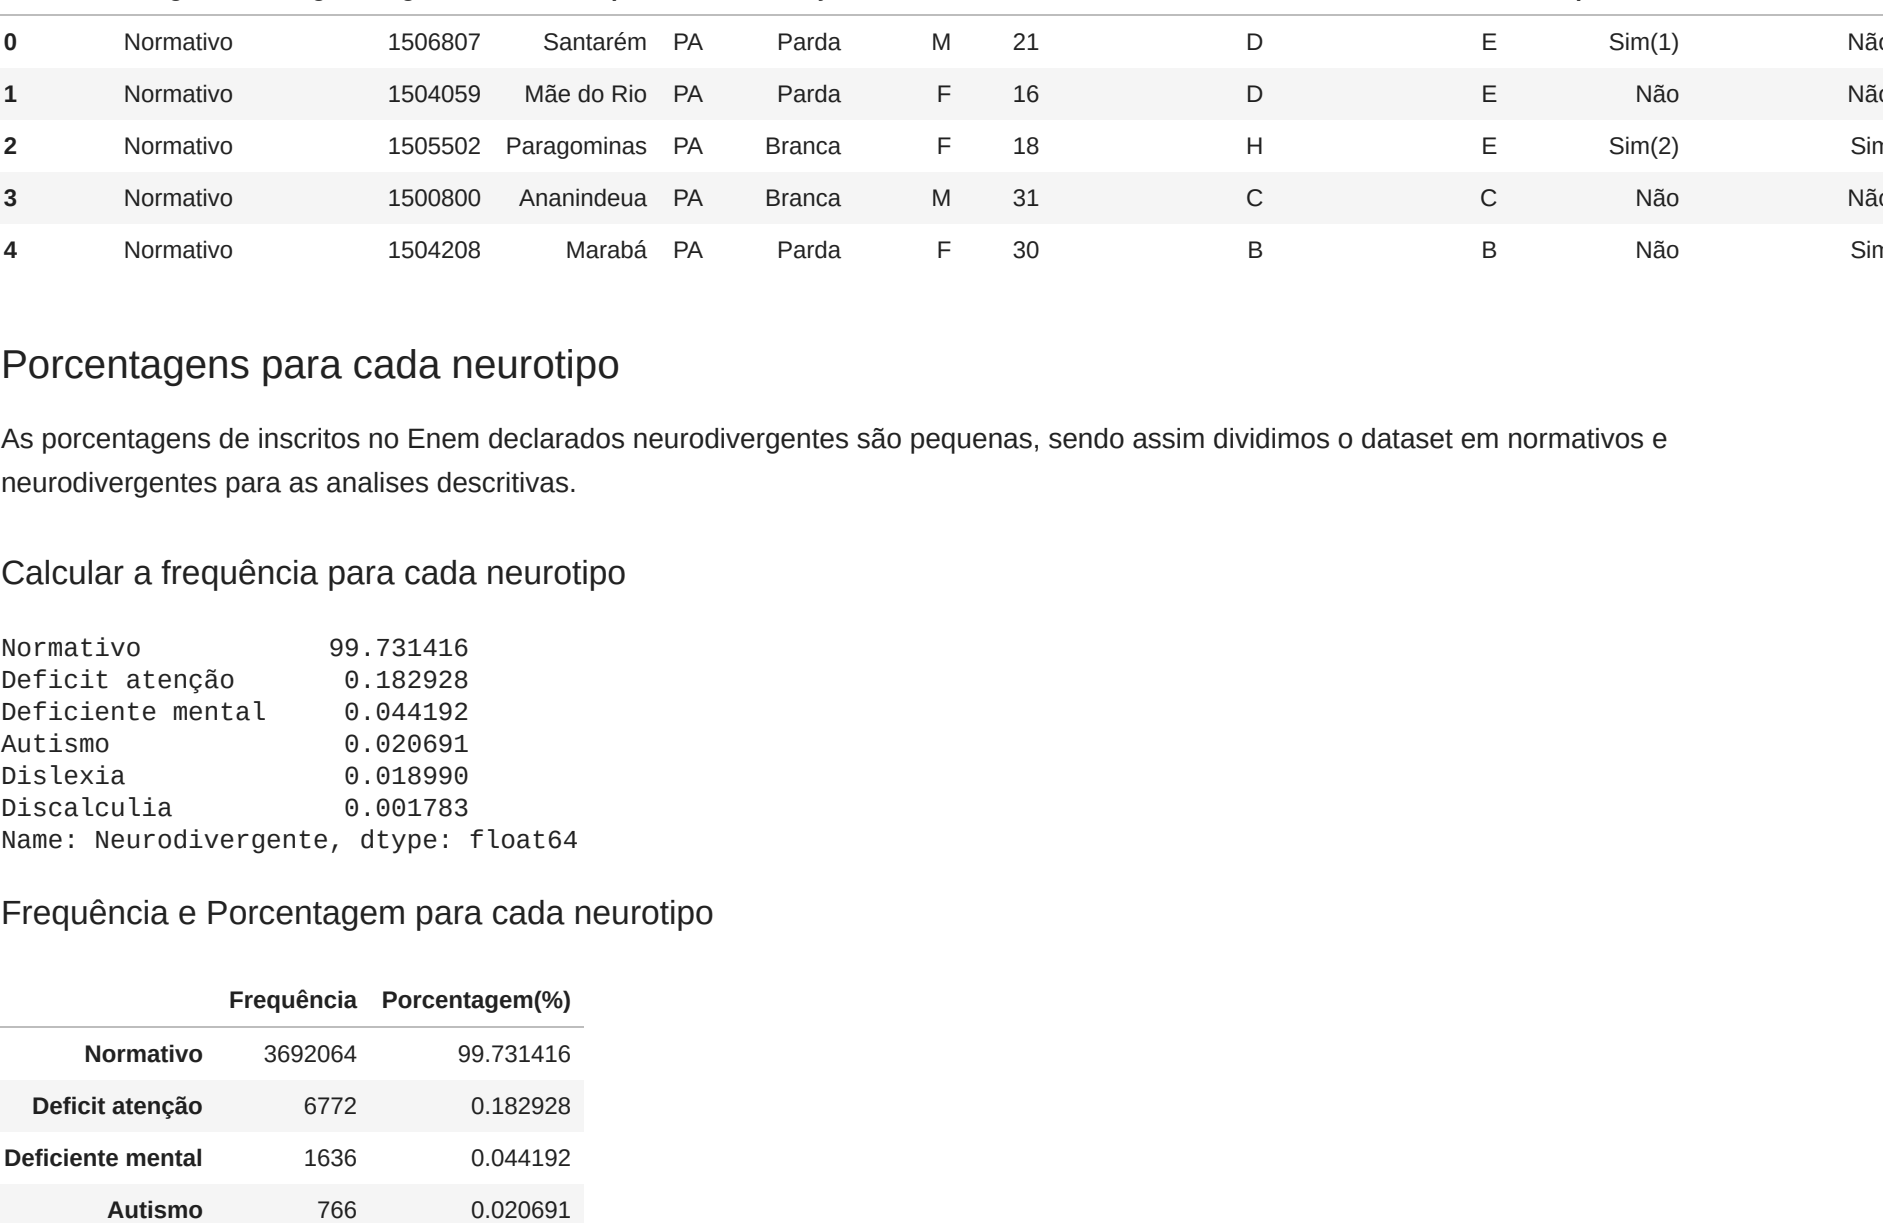 0 Normativo 1506807 Santarém PA Parda M 21 D E Sim(1)
1 Normativo 1504059 Mãe do Rio PA Parda F 16 D E Não
2 Normativo 1505502 Paragominas PA Branca F 18 H E Sim(2)
3 Normativo 1500800 Ananindeua PA Branca M 31 C C Não
4 Normativo 1504208 Marabá PA Parda F 30 B B Não
Porcentagens para cada neurotipo
As porcentagens de inscritos no Enem declarados neurodivergentes são pequenas, sendo assim dividimos o dataset em normativos e
neurodivergentes para as analises descritivas.
Calcular a frequência para cada neurotipo
Normativo 99.731416
Deficit atenção 0.182928
Deficiente mental 0.044192
Autismo 0.020691
Dislexia 0.018990
Discalculia 0.001783
Name: Neurodivergente, dtype: float64
Frequência e Porcentagem para cada neurotipo
Frequência Porcentagem(%)
Normativo 3692064 99.731416
Deficit atenção 6772 0.182928
Deficiente mental 1636 0.044192
Autismo 766 0.020691